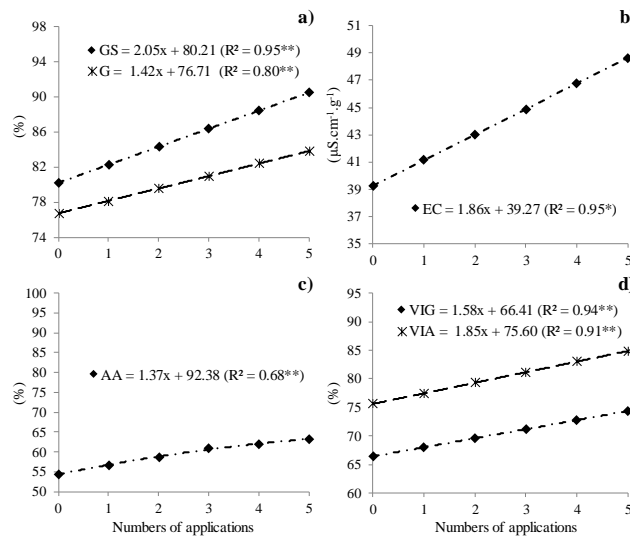 a)
98
94
90
86
82
78
74
(%)
GS = 2.05x + 80.21 (R² = 0.95**)
G = 1.42x + 76.71 (R² = 0.80**)
0 1 2 3 4 5
b)
51
49
47
45
43
41
39
37
35
(µS.cm⁻¹.g⁻¹)
EC = 1.86x + 39.27 (R² = 0.95*)
0 1 2 3 4 5
c)
100
95
90
85
80
75
70
65
60
55
50
(%)
AA = 1.37x + 92.38 (R² = 0.68**)
0 1 2 3 4 5
Numbers of applications
d)
95
90
85
80
75
70
65
60
(%)
VIG = 1.58x + 66.41 (R² = 0.94**)
VIA = 1.85x + 75.60 (R² = 0.91**)
0 1 2 3 4 5
Numbers of applications